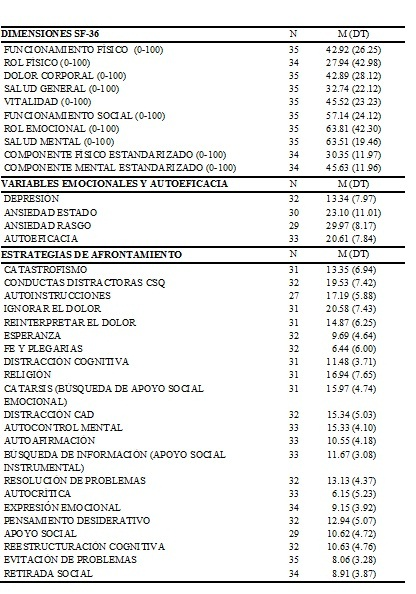 DIMENSIONES SF-36 N M (DT)
FUNCIONAMIENTO FÍSICO (0-100) 35 42.92 (26.25)
ROL FÍSICO (0-100) 34 27.94 (42.98)
DOLOR CORPORAL (0-100) 35 42.89 (28.12)
SALUD GENERAL (0-100) 35 32.74 (22.12)
VITALIDAD (0-100) 35 45.52 (23.23)
FUNCIONAMIENTO SOCIAL (0-100) 35 57.14 (24.12)
ROL EMOCIONAL (0-100) 35 63.81 (42.30)
SALUD MENTAL (0-100) 35 63.51 (19.46)
COMPONENTE FISICO ESTANDARIZADO (0-100) 34 30.35 (11.97)
COMPONENTE MENTAL ESTANDARIZADO (0-100) 34 45.63 (11.96)
VARIABLES EMOCIONALES Y AUTOEFICACIA N M (DT)
DEPRESION 32 13.34 (7.97)
ANSIEDAD ESTADO 30 23.10 (11.01)
ANSIEDAD RASGO 29 29.97 (8.17)
AUTOEFICACIA 33 20.61 (7.84)
ESTRATEGIAS DE AFRONTAMIENTO N M (DT)
CATASTROFISMO 31 13.35 (6.94)
CONDUCTAS DISTRACTORAS CSQ 32 19.53 (7.42)
AUTOINSTRUCCIONES 27 17.19 (5.88)
IGNORAR EL DOLOR 31 20.58 (7.43)
REINTERPRETAR EL DOLOR 31 14.87 (6.25)
ESPERANZA 32 9.69 (4.64)
FE Y PLEGARIAS 32 6.44 (6.00)
DISTRACCIÓN COGNITIVA 31 11.48 (3.71)
RELIGIÓN 31 16.94 (7.65)
CATARSIS (BÚSQUEDA DE APOYO SOCIAL 31 15.97 (4.74)
EMOCIONAL)
DISTRACCIÓN CAD 32 15.34 (5.03)
AUTOCONTROL MENTAL 33 15.33 (4.10)
AUTOAFIRMACIÓN 33 10.55 (4.18)
BÚSQUEDA DE INFORMACIÓN (APOYO SOCIAL 33 11.67 (3.08)
INSTRUMENTAL)
RESOLUCIÓN DE PROBLEMAS 32 13.13 (4.37)
AUTOCRÍTICA 33 6.15 (5.23)
EXPRESIÓN EMOCIONAL 34 9.15 (3.92)
PENSAMIENTO DESIDERATIVO 32 12.94 (5.07)
APOYO SOCIAL 29 10.62 (4.72)
REESTRUCTURACIÓN COGNITIVA 32 10.63 (4.76)
EVITACIÓN DE PROBLEMAS 35 8.06 (3.28)
RETIRADA SOCIAL 34 8.91 (3.87)